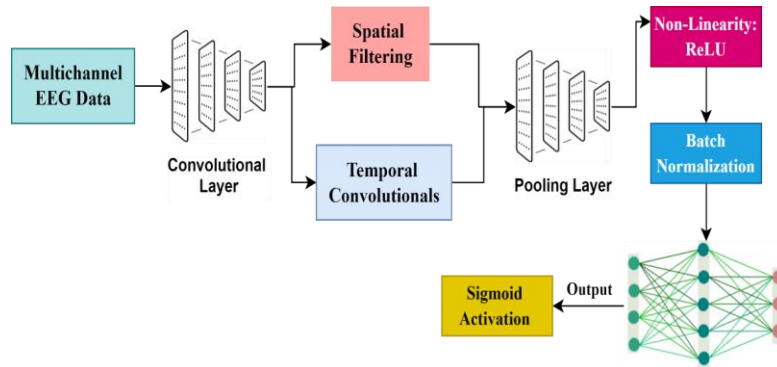 Multichannel
EEG Data
Convolutional
Layer
Spatial
Filtering
Temporal
Convolutionals
Pooling Layer
Non-Linearity:
ReLU
Batch
Normalization
Output
Sigmoid
Activation